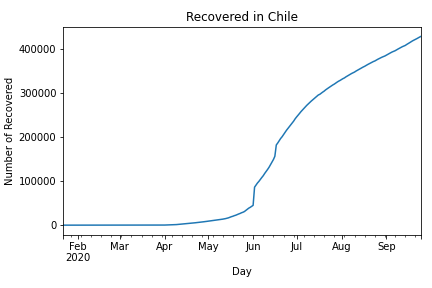 Recovered in Chile
Number of Recovered
400000
300000
200000
100000
0
Feb
2020
Mar
Apr
May
Jun
Jul
Aug
Sep
Day